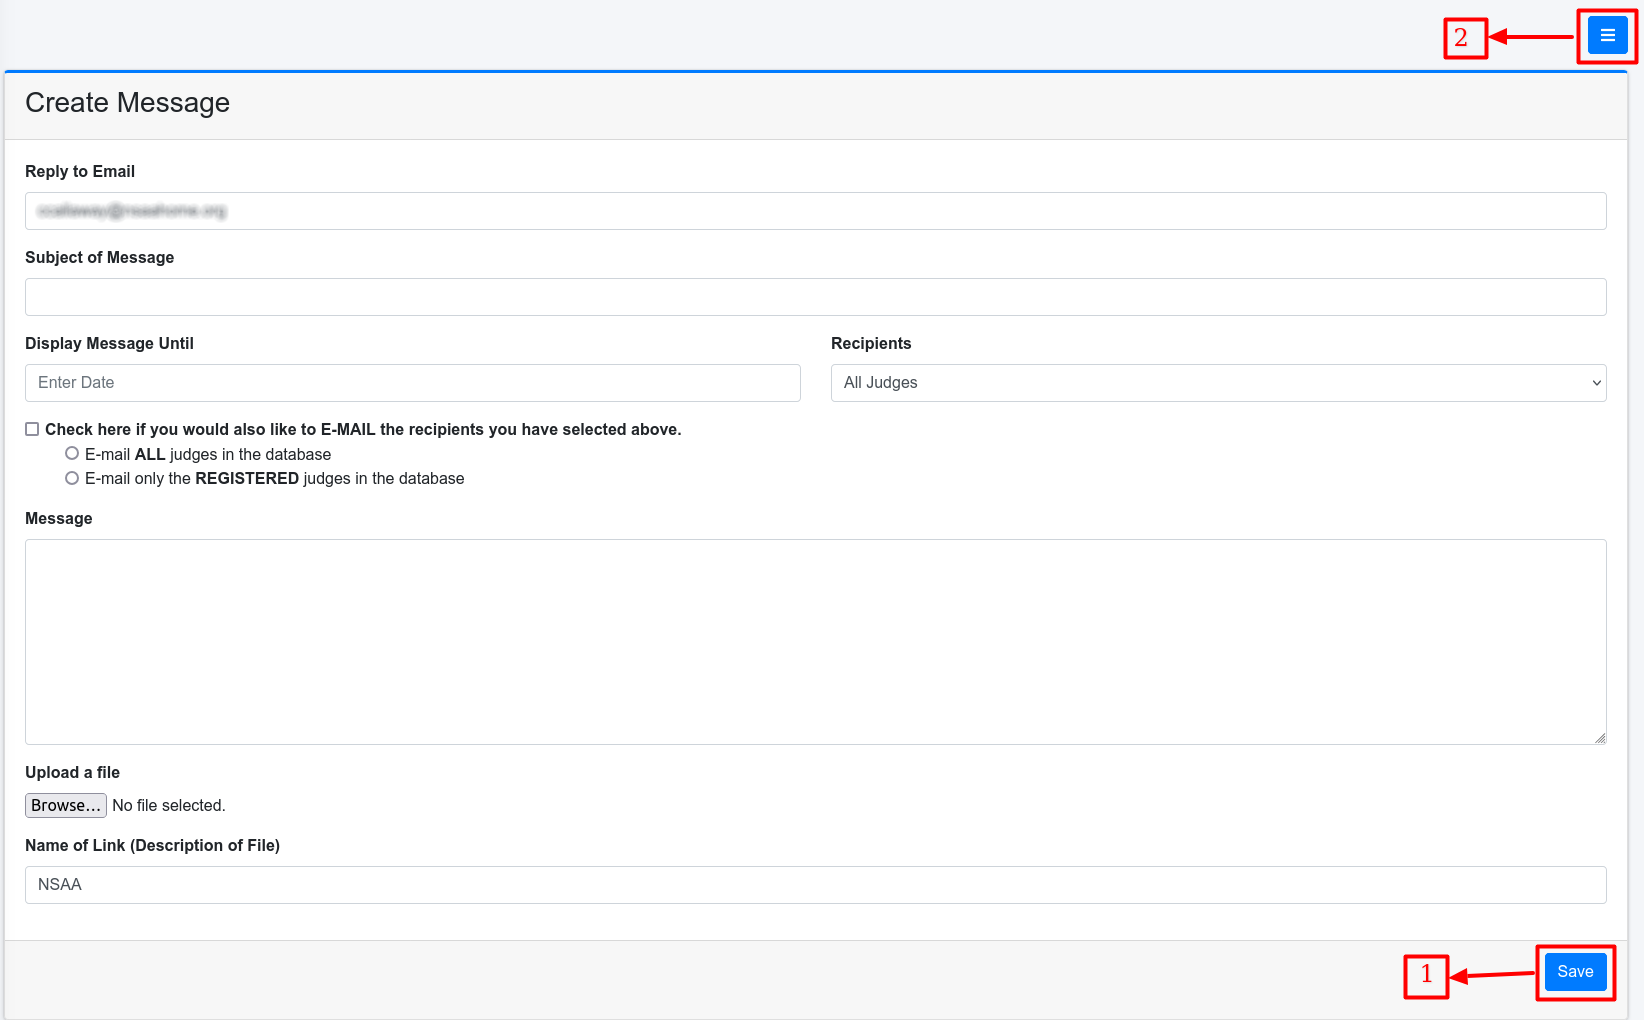 2
Create Message
Reply to Email
Subject of Message
Display Message Until
Recipients
Enter Date
All Judges
Check here if you would also like to E-MAIL the recipients you have selected above.
E-mail ALL judges in the database
E-mail only the REGISTERED judges in the database
Message
Upload a file
Browse... No file selected.
Name of Link (Description of File)
NSAA
1
Save